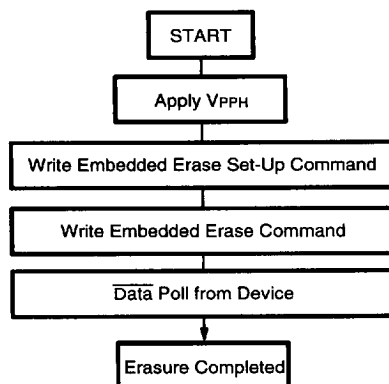 START
Apply VPPH
Write Embedded Erase Set-Up Command
Write Embedded Erase Command
Data Poll from Device
Erasure Completed